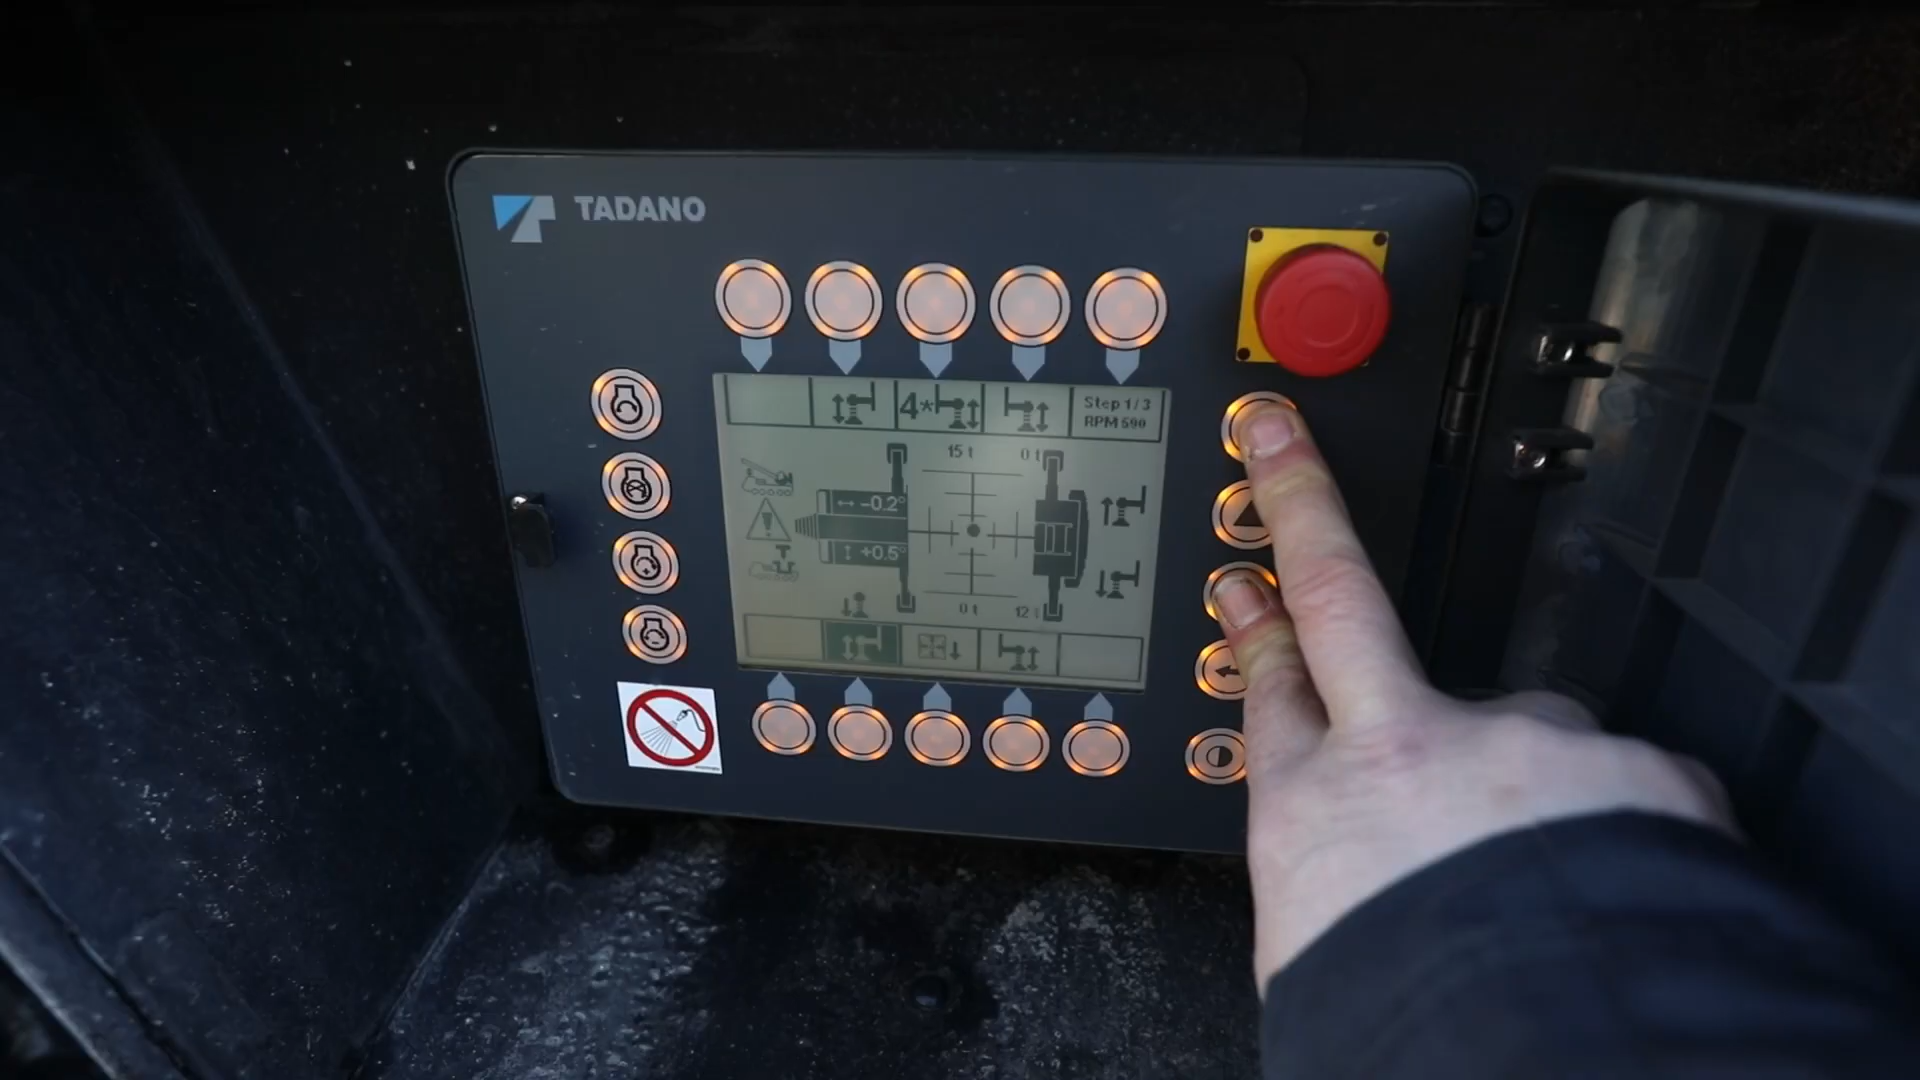 TADANO
4*
Step 1/3
RPM 590
15 t
0 t
-0.2°
+0.5°
0 t
12 t